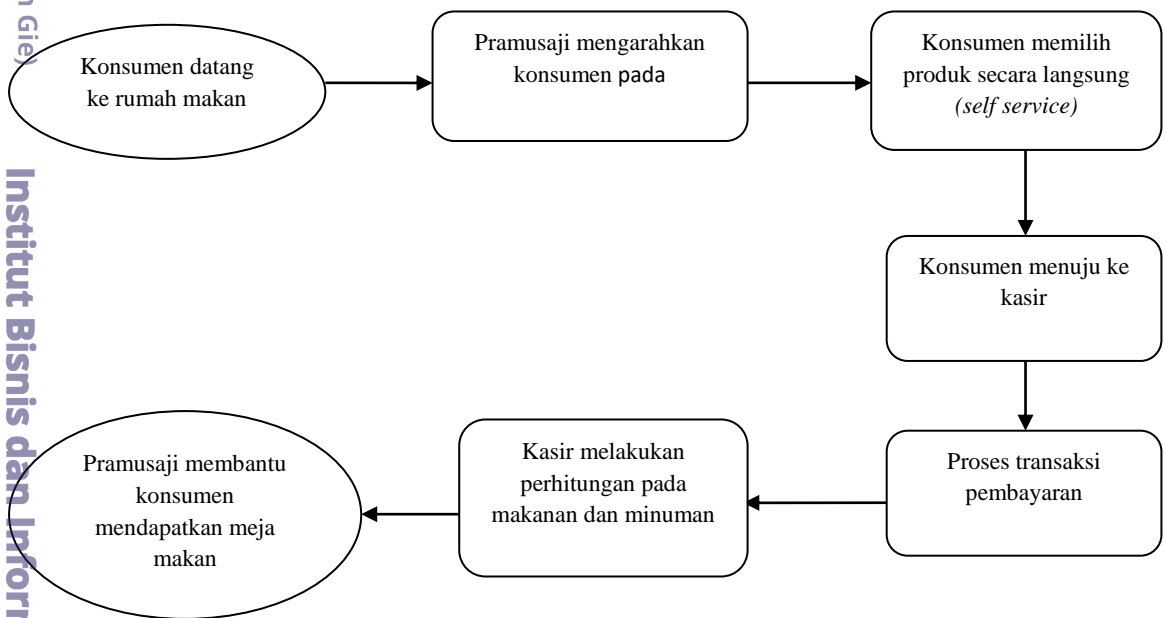 n Gie)
Institut Bisnis dan Inforr
Konsumen datang
ke rumah makan
Pramusaji mengarahkan
konsumen pada
Konsumen memilih
produk secara langsung
(self service)
Konsumen menuju ke
kasir
Proses transaksi
pembayaran
Kasir melakukan
perhitungan pada
makanan dan minuman
Pramusaji membantu
konsumen
mendapatkan meja
makan